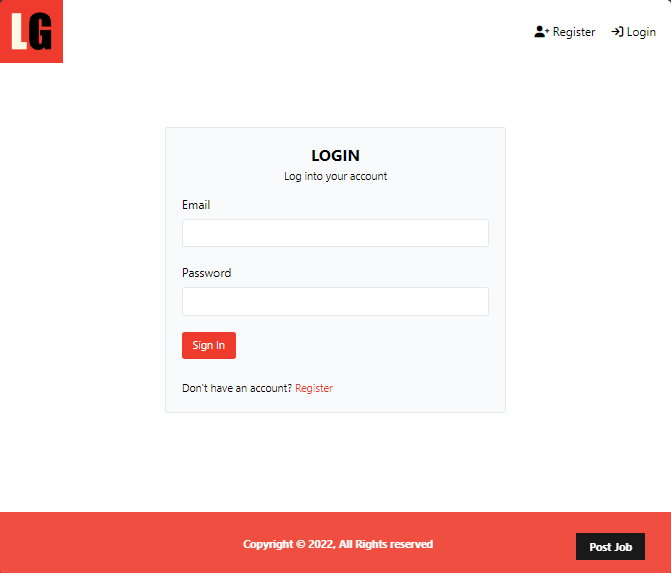 LG
Register
Login
LOGIN
Log into your account
Email
Password
Sign In
Don't have an account? Register
Copyright © 2022, All Rights reserved
Post Job